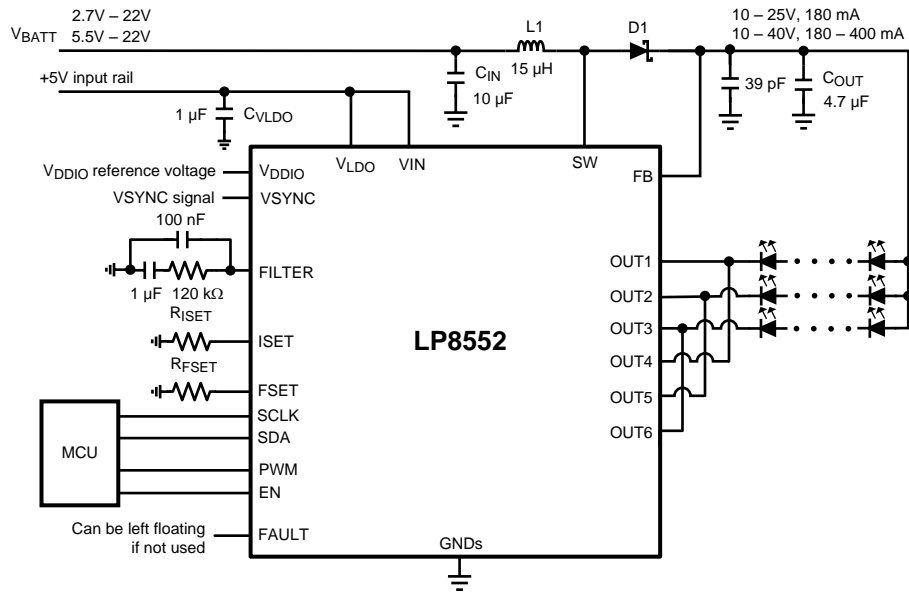 2.7V – 22V
VBATT 5.5V – 22V
L1
15 µH
D1
10 – 25V, 180 mA
10 – 40V, 180 – 400 mA
CIN
10 µF
39 pF
COUT
4.7 µF
+5V input rail
1 µF CVLDO
VDDIO reference voltage
VDDIO
VLDO
VIN
SW
FB
VSYNC signal
VSYNC
100 nF
FILTER
1 µF 120 kΩ
RISET
ISET
RFSET
FSET
MCU
SCLK
SDA
PWM
EN
Can be left floating
if not used
FAULT
LP8552
OUT1
OUT2
OUT3
OUT4
OUT5
OUT6
GNDs